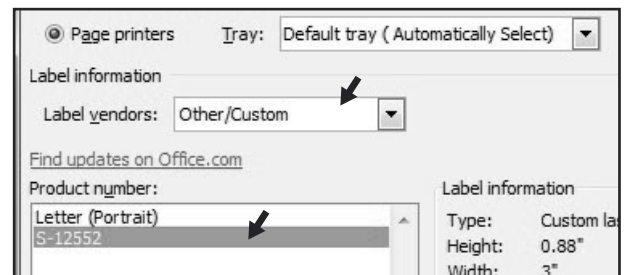 Page printers Tray: Default tray ( Automatically Select)
Label information
Label vendors: Other/Custom
Find updates on Office.com
Product number:
Label information
Letter (Portrait)
Type: Custom
S-12552
Height: 0.88"
Width: 3"